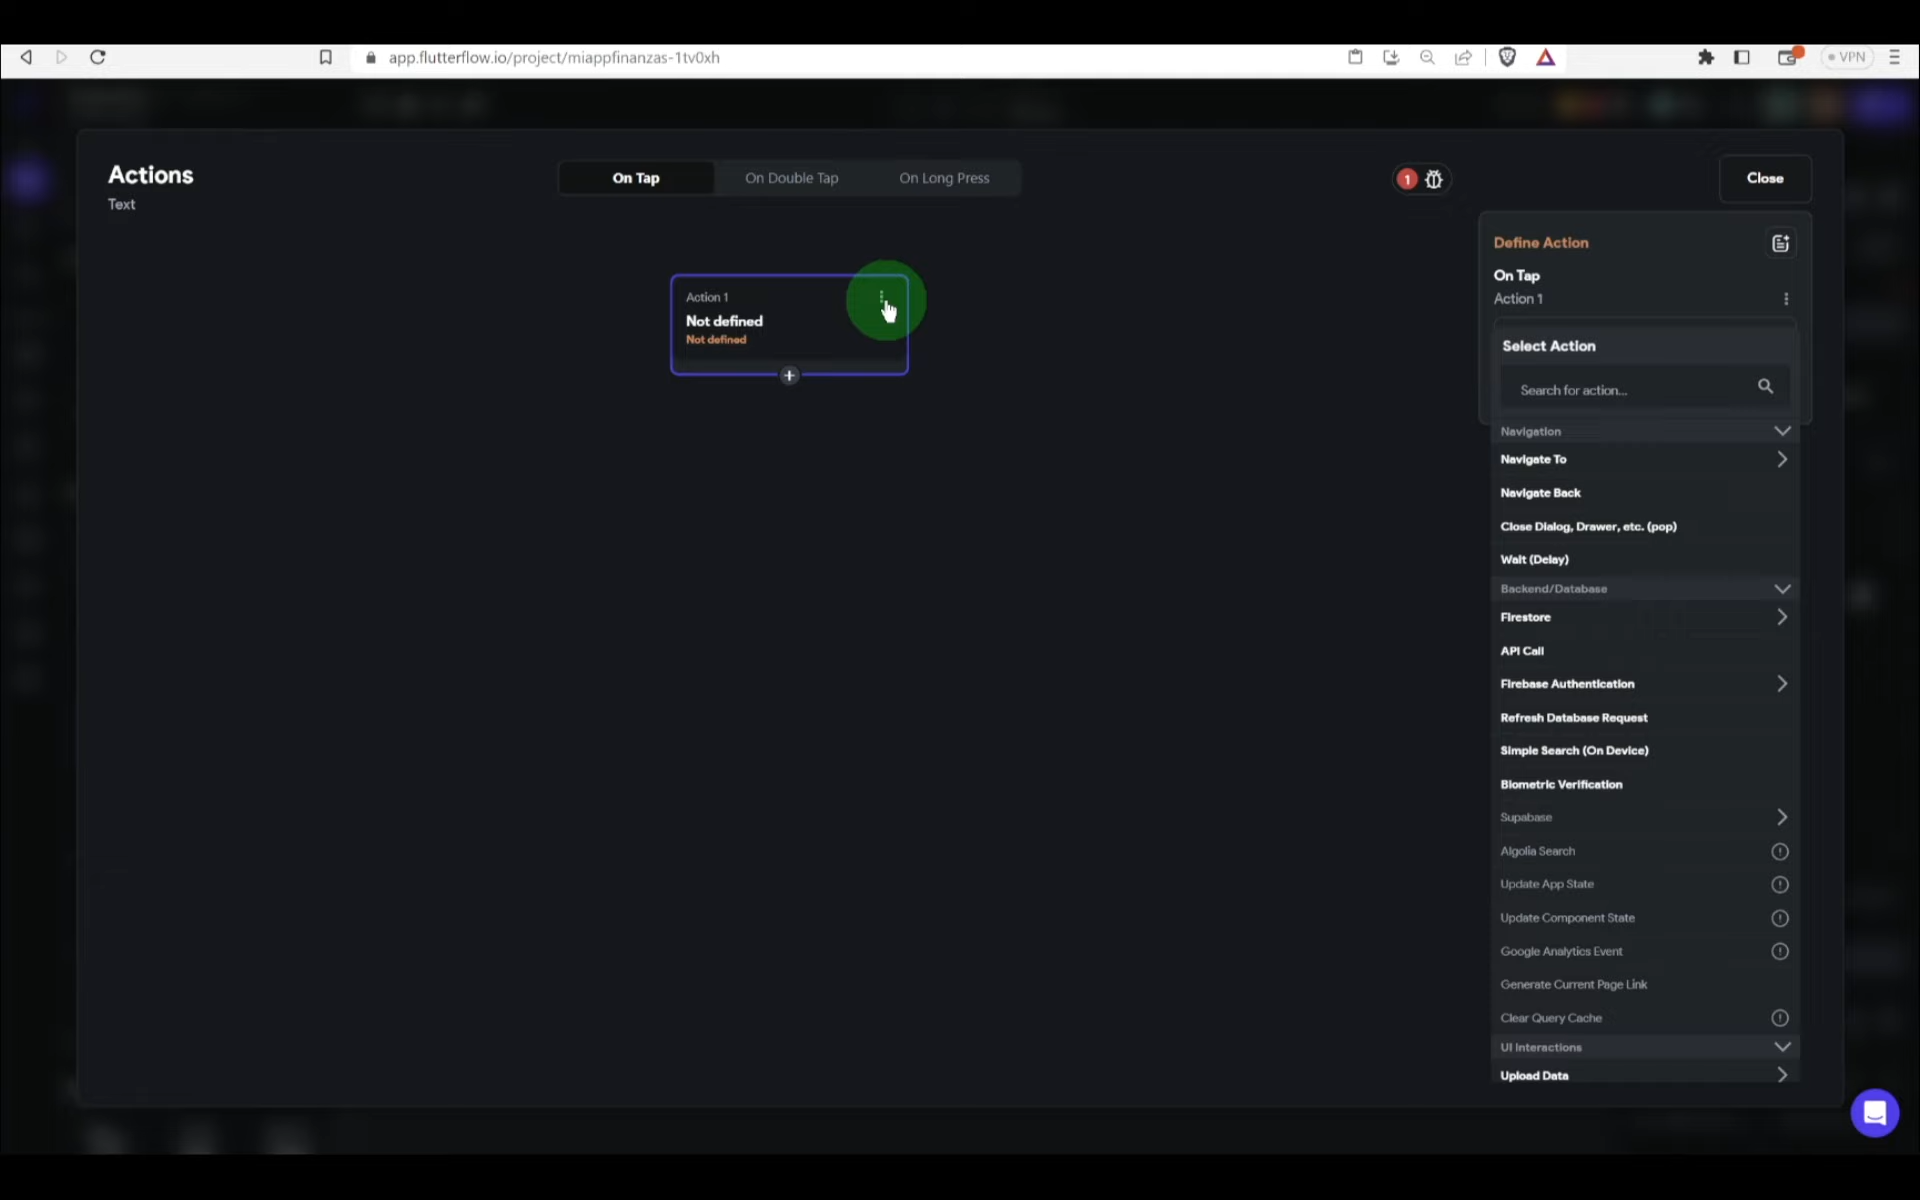 app.flutterflow.io/project/miappfinanzas-1tv0xh
VPN
Actions
Text
On Tap
On Double Tap
On Long Press
1
Close
Define Action
On Tap
Action 1
Action 1
Not defined
Not defined
Select Action
Search for action...
Navigation
Navigate To
Navigate Back
Close Dialog, Drawer, etc. (pop)
Wait (Delay)
Backend/Database
Firestore
API Call
Firebase Authentication
Refresh Database Request
Simple Search (On Device)
Biometric Verification
Supabase
Algolia Search
Update App State
Update Component State
Google Analytics Event
Generate Current Page Link
Clear Query Cache
UI Interactions
Upload Data